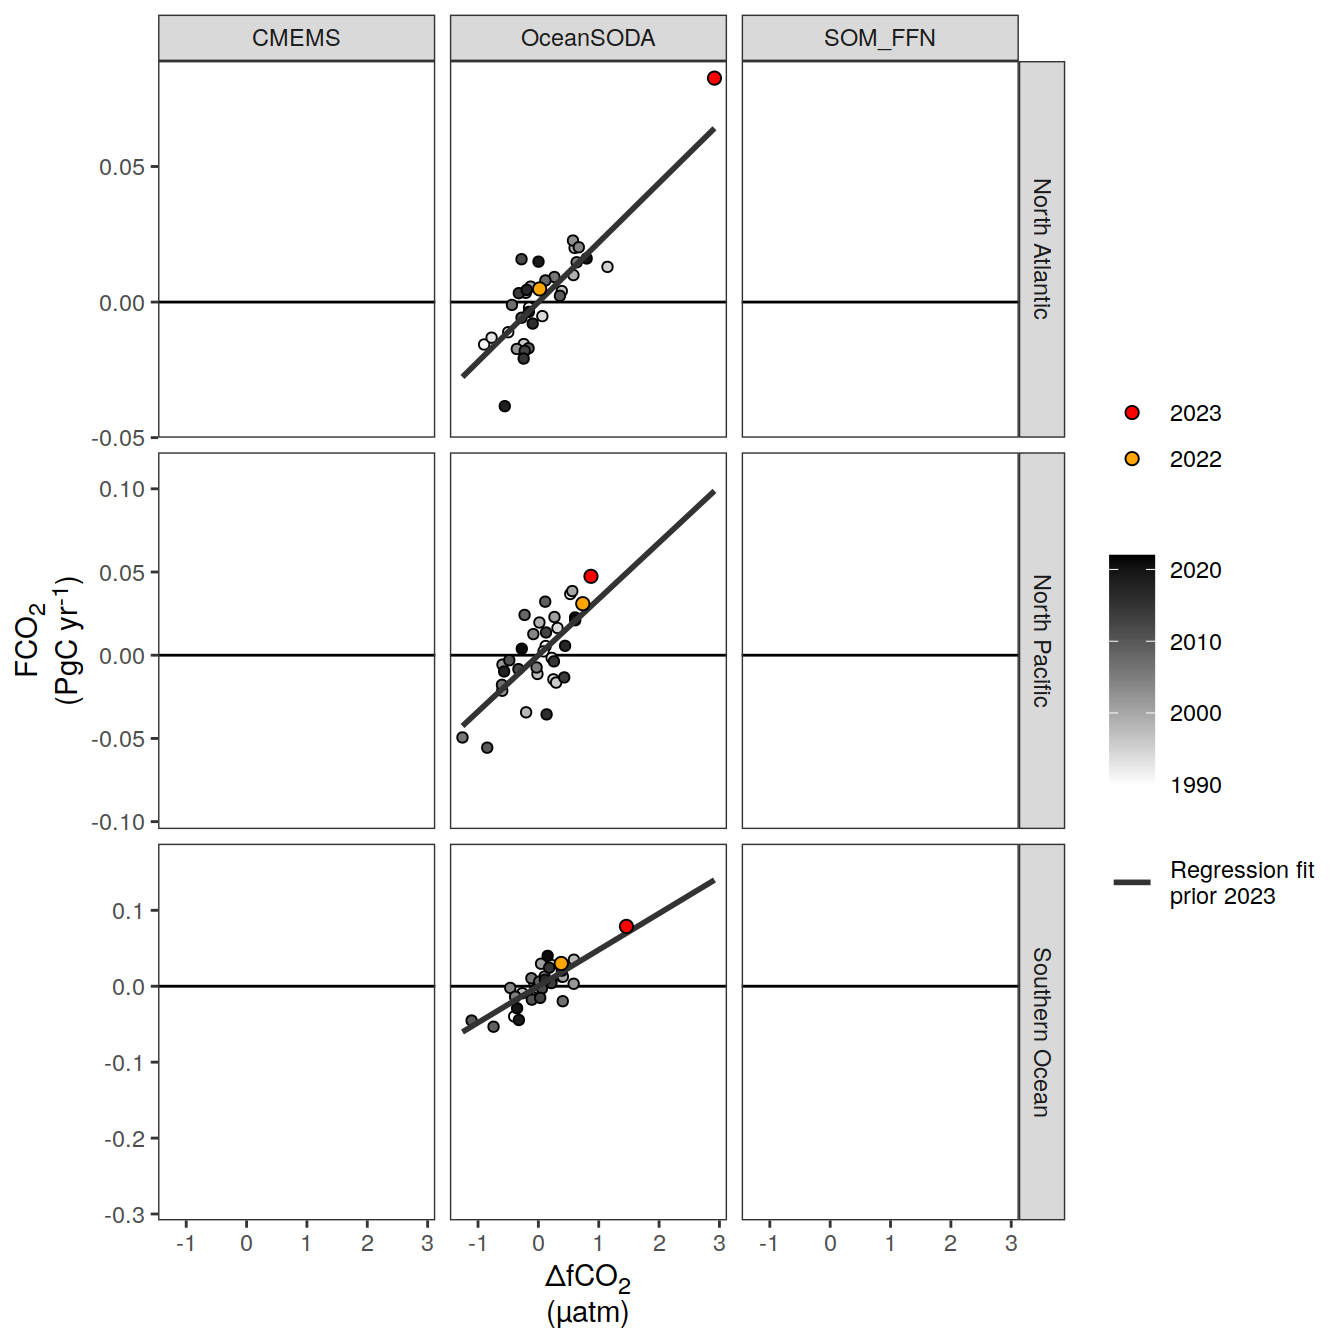 CMEMS
OceanSODA
SOM_FFN
0.05
0.00
-0.05
North Atlantic
0.10
0.05
0.00
-0.05
-0.10
North Pacific
0.1
0.0
-0.1
-0.2
-0.3
Southern Ocean
-1 0 1 2 3
-1 0 1 2 3
-1 0 1 2 3
FCO₂
(PgC yr⁻¹)
ΔfCO₂
(µatm)
2023
2022
2020
2010
2000
1990
Regression fit
prior 2023